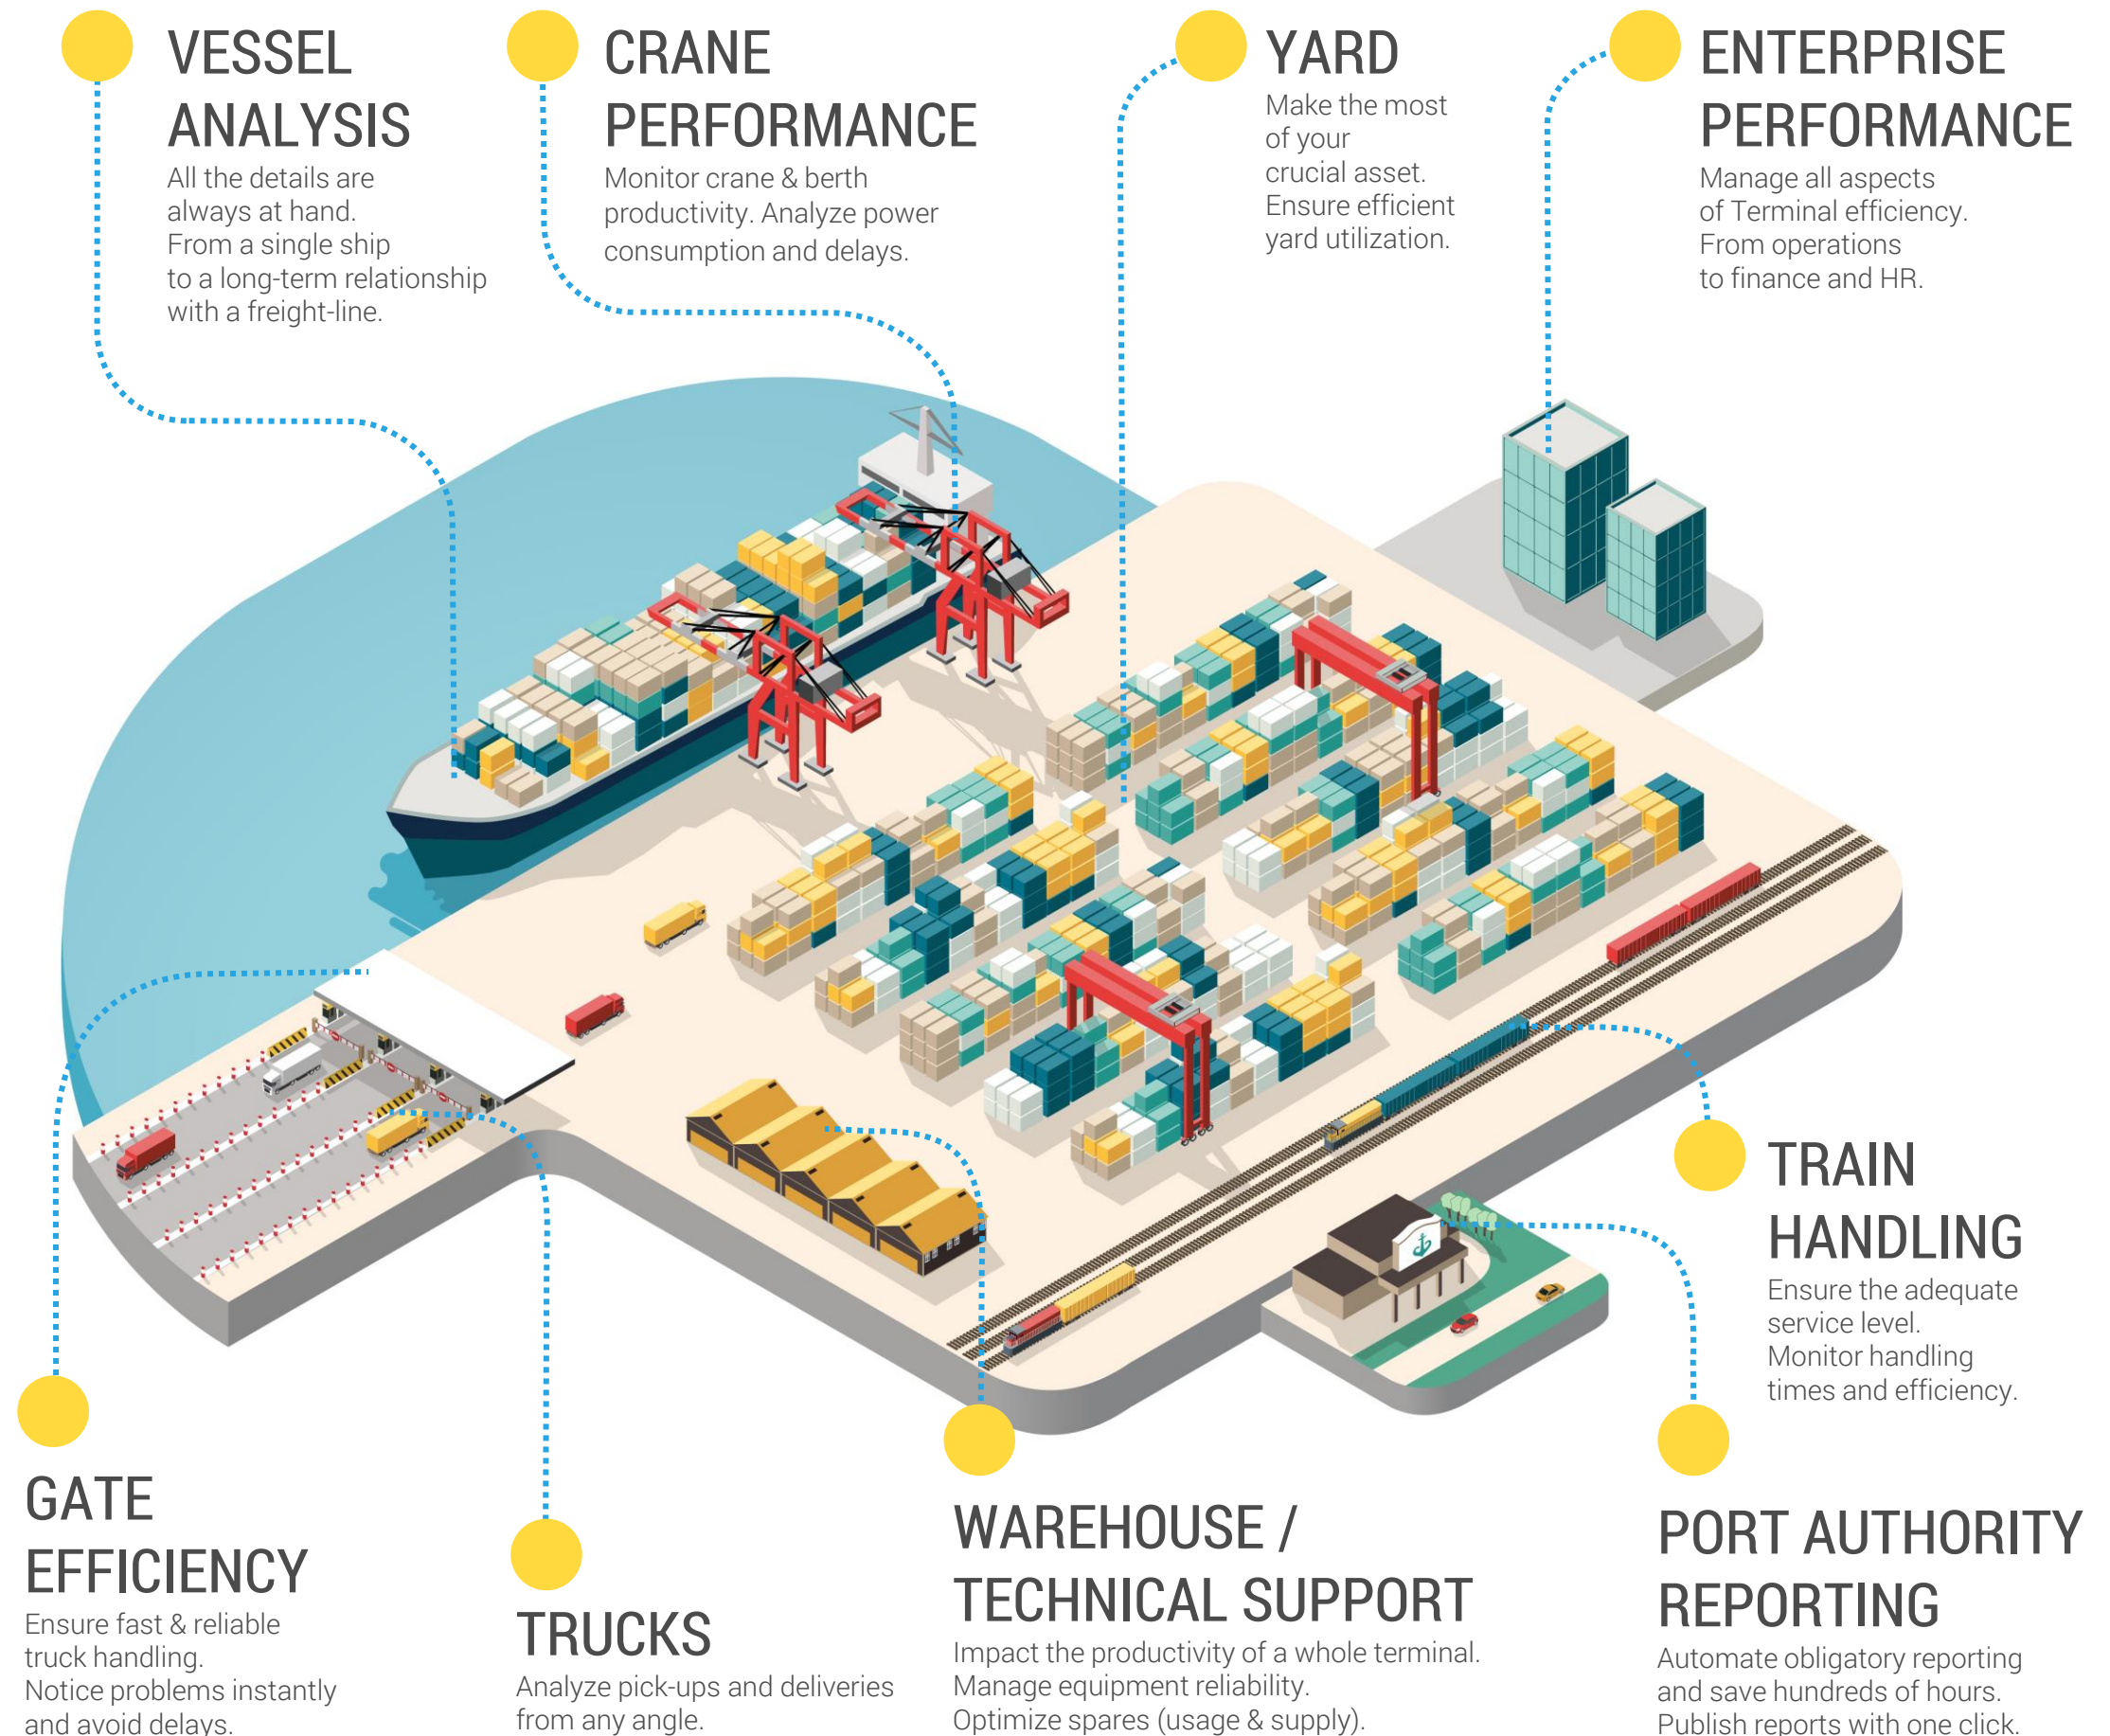 VESSEL
ANALYSIS
All the details are
always at hand.
From a single ship
to a long-term relationship
with a freight-line.
CRANE
PERFORMANCE
Monitor crane & berth
productivity. Analyze power
consumption and delays.
YARD
Make the most
of your
crucial asset.
Ensure efficient
yard utilization.
ENTERPRISE
PERFORMANCE
Manage all aspects
of Terminal efficiency.
From operations
to finance and HR.
TRAIN
HANDLING
Ensure the adequate
service level.
Monitor handling
times and efficiency.
GATE
EFFICIENCY
Ensure fast & reliable
truck handling.
Notice problems instantly
and avoid delays.
TRUCKS
Analyze pick-ups and deliveries
from any angle.
WAREHOUSE /
TECHNICAL SUPPORT
Impact the productivity of a whole terminal.
Manage equipment reliability.
Optimize spares (usage & supply).
PORT AUTHORITY
REPORTING
Automate obligatory reporting
and save hundreds of hours.
Publish reports with one click.